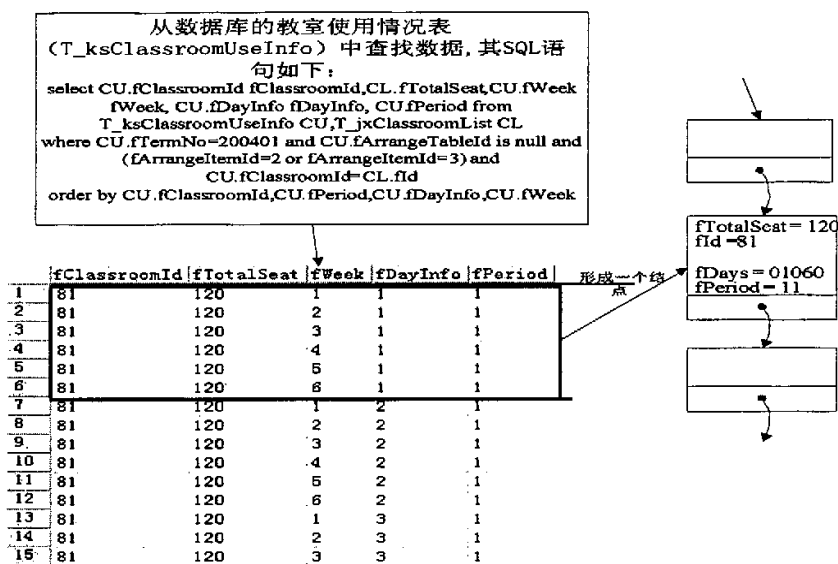 从数据库的教室使用情况表
（T_ksClassroomUseInfo）中查找数据,其SQL语
句如下：
select CU.fClassroomId fClassroomId,CL.fTotalSeat,CU.fWeek
fWeek, CU.fDayInfo fDayInfo, CU.fPeriod from
T_ksClassroomUseInfo CU,T_jxClassroomList CL
where CU.fTermNo=200401 and CU.fArrangeTableId is null and
(fArrangeItemId=2 or fArrangeItemId=3) and
CU.fClassroomId=CL.fId
order by CU.fClassroomId,CU.fPeriod,CU.fDayInfo,CU.fWeek
fTotalSeat = 120
fId =81
fDays = 01060
fPeriod = 11
形成一个结
点
fClassroomId fTotalSeat fWeek fDayInfo fPeriod
1 81 120 1 1 1
2 81 120 2 1 1
3 81 120 3 1 1
4 81 120 4 1 1
5 81 120 5 1 1
6 81 120 6 1 1
7 81 120 1 2 1
8 81 120 2 2 1
9 81 120 3 2 1
10 81 120 4 2 1
11 81 120 5 2 1
12 81 120 6 2 1
13 81 120 1 3 1
14 81 120 2 3 1
15 81 120 3 3 1